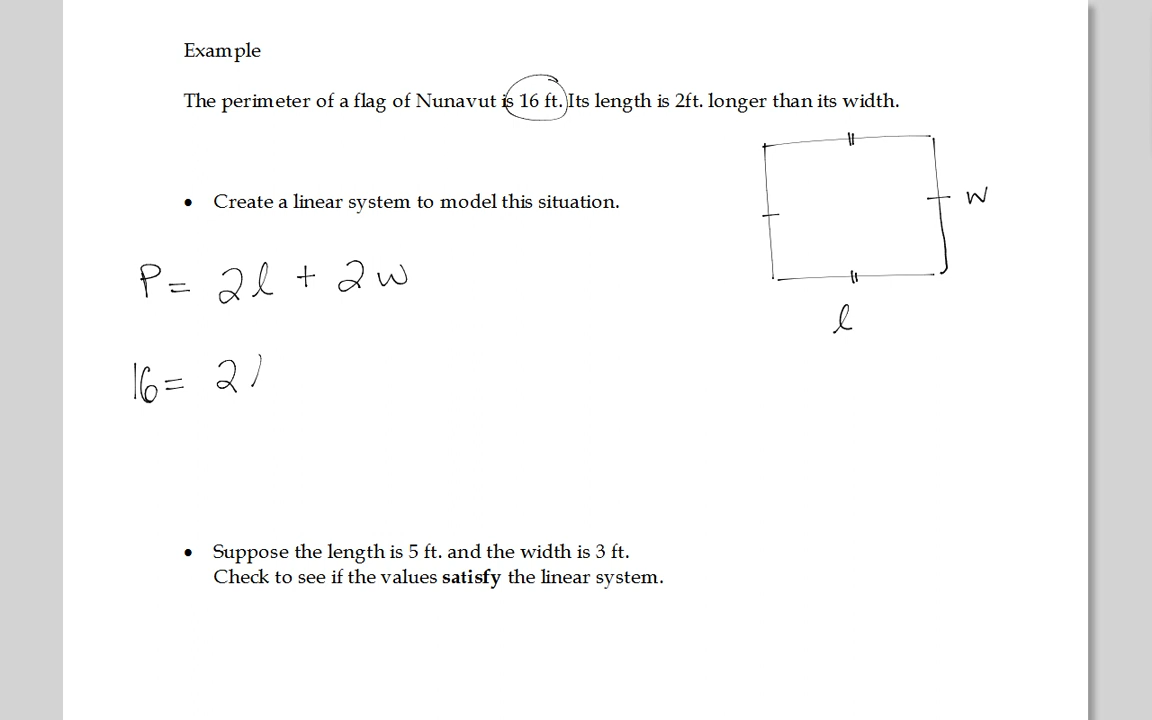 Example
The perimeter of a flag of Nunavut is 16 ft. Its length is 2ft. longer than its width.
• Create a linear system to model this situation.
w
P = 2l + 2w
l
16 = 2
• Suppose the length is 5 ft. and the width is 3 ft.
Check to see if the values satisfy the linear system.